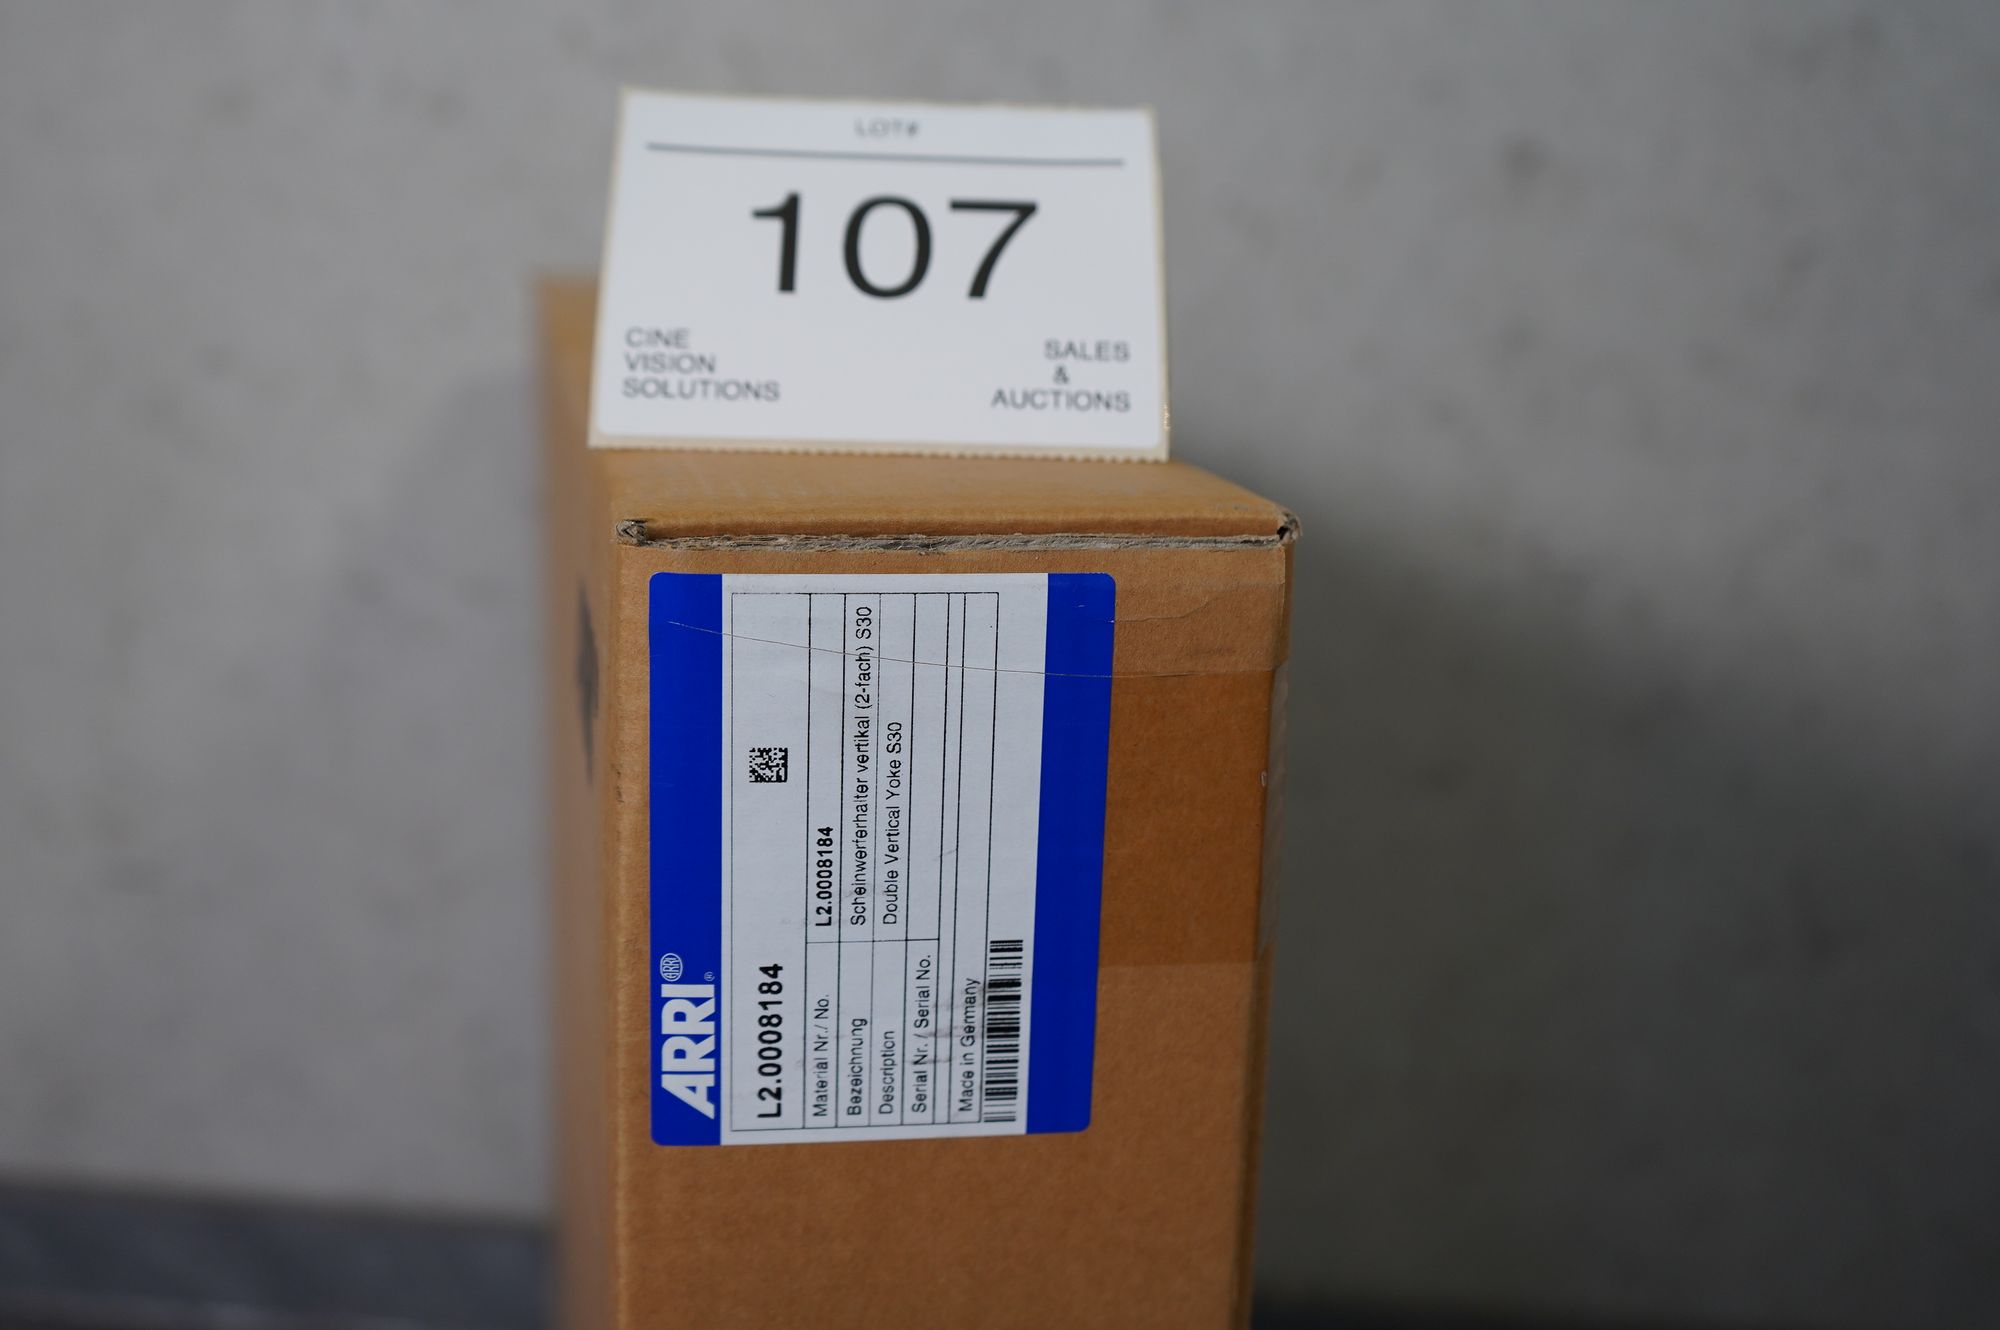 LOT#
107
CINE
VISION
SOLUTIONS
SALES
&
AUCTIONS
ARRI
ARRI
®
L2.0008184
Material Nr./ No. L2.0008184
Bezeichnung Scheinwerferhalter vertikal (2-fach) S30
Description Double Vertical Yoke S30
Serial Nr. / Serial No.
Made in Germany